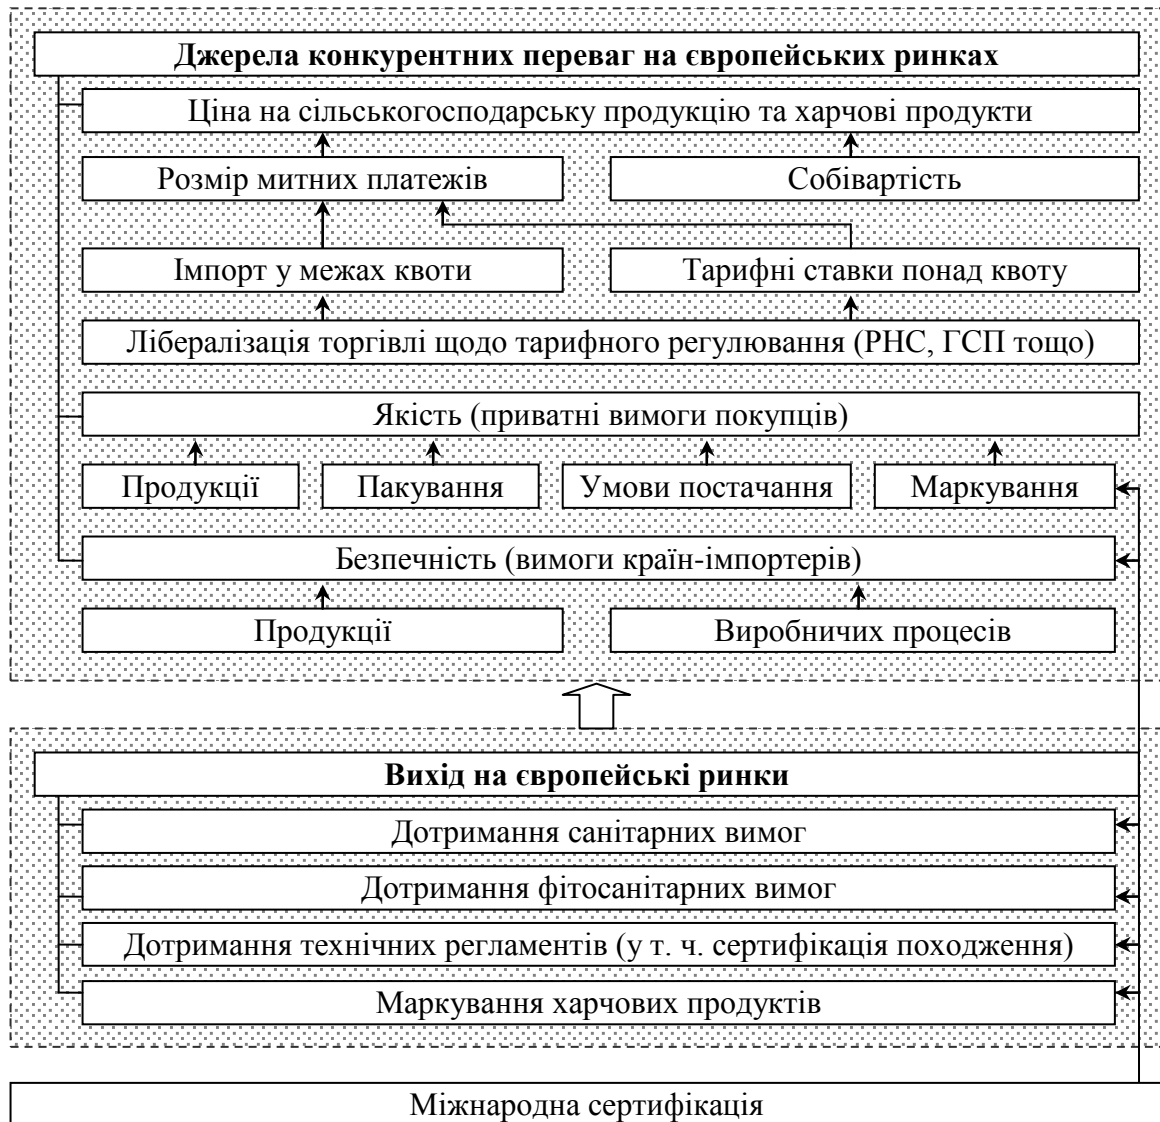 Джерела конкурентних переваг на європейських ринках
Ціна на сільськогосподарську продукцію та харчові продукти
Розмір митних платежів
Собівартість
Імпорт у межах квоти
Тарифні ставки понад квоту
Лібералізація торгівлі щодо тарифного регулювання (РНС, ГСП тощо)
Якість (приватні вимоги покупців)
Продукції
Пакування
Умови постачання
Маркування
Безпечність (вимоги країн-імпортерів)
Продукції
Виробничих процесів
Вихід на європейські ринки
Дотримання санітарних вимог
Дотримання фітосанітарних вимог
Дотримання технічних регламентів (у т. ч. сертифікація походження)
Маркування харчових продуктів
Міжнародна сертифікація